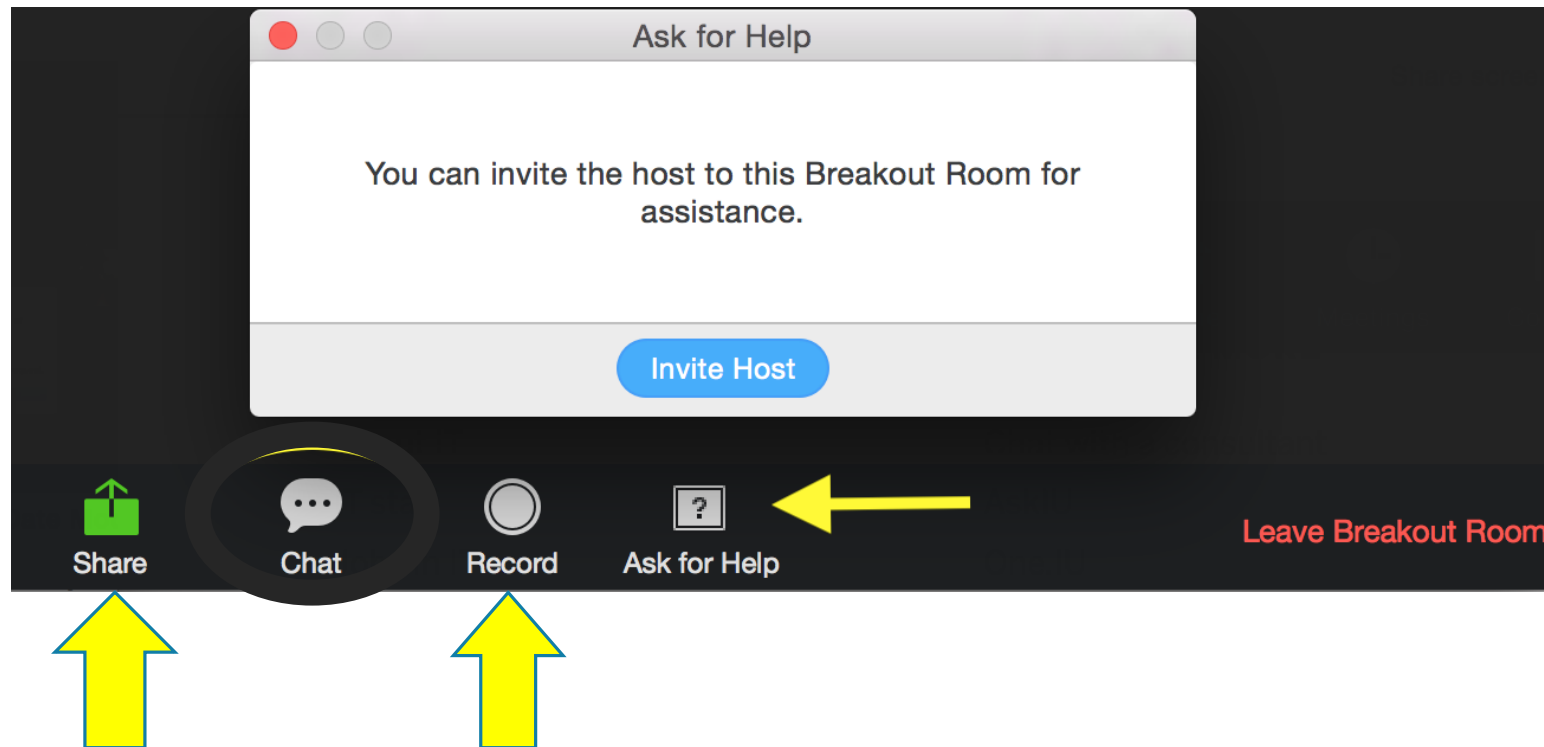 Ask for Help
You can invite the host to this Breakout Room for
assistance.
Invite Host
Share
Chat
Record
?
Ask for Help
Leave Breakout Room